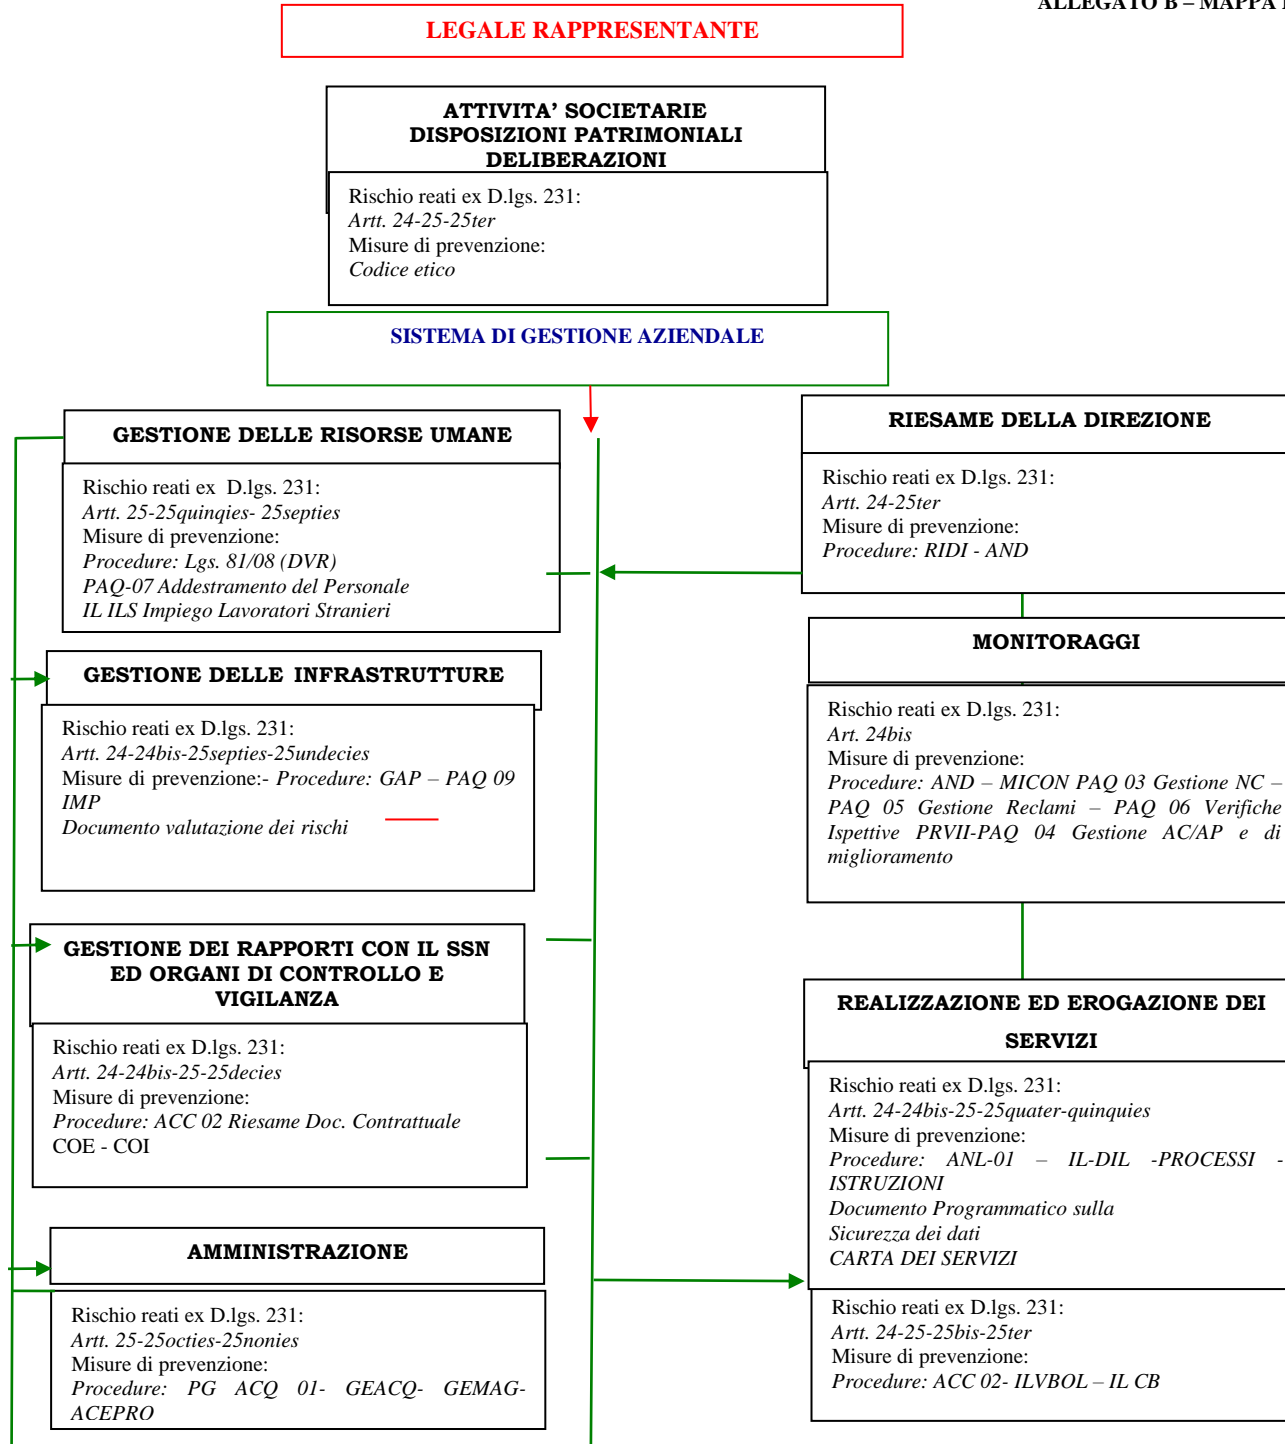 ALLEGATO B – MAPPA
LEGALE RAPPRESENTANTE
ATTIVITA’ SOCIETARIE
DISPOSIZIONI PATRIMONIALI
DELIBERAZIONI
Rischio reati ex D.lgs. 231:
Artt. 24-25-25ter
Misure di prevenzione:
Codice etico
SISTEMA DI GESTIONE AZIENDALE
GESTIONE DELLE RISORSE UMANE
Rischio reati ex D.lgs. 231:
Artt. 25-25quinqies- 25septies
Misure di prevenzione:
Procedure: Lgs. 81/08 (DVR)
PAQ-07 Addestramento del Personale
IL ILS Impiego Lavoratori Stranieri
GESTIONE DELLE INFRASTRUTTURE
Rischio reati ex D.lgs. 231:
Artt. 24-24bis-25septies-25undecies
Misure di prevenzione:- Procedure: GAP – PAQ 09
IMP
Documento valutazione dei rischi
GESTIONE DEI RAPPORTI CON IL SSN
ED ORGANI DI CONTROLLO E
VIGILANZA
Rischio reati ex D.lgs. 231:
Artt. 24-24bis-25-25decies
Misure di prevenzione:
Procedure: ACC 02 Riesame Doc. Contrattuale
COE - COI
AMMINISTRAZIONE
Rischio reati ex D.lgs. 231:
Artt. 25-25octies-25nonies
Misure di prevenzione:
Procedure: PG ACQ 01- GEACQ- GEMAG-
ACEPRO
RIESAME DELLA DIREZIONE
Rischio reati ex D.lgs. 231:
Artt. 24-25ter
Misure di prevenzione:
Procedure: RIDI - AND
MONITORAGGI
Rischio reati ex D.lgs. 231:
Art. 24bis
Misure di prevenzione:
Procedure: AND – MICON PAQ 03 Gestione NC –
PAQ 05 Gestione Reclami – PAQ 06 Verifiche
Ispettive PRVII-PAQ 04 Gestione AC/AP e di
miglioramento
REALIZZAZIONE ED EROGAZIONE DEI
SERVIZI
Rischio reati ex D.lgs. 231:
Artt. 24-24bis-25-25quater-quinquies
Misure di prevenzione:
Procedure: ANL-01 – IL-DIL -PROCESSI -
ISTRUZIONI
Documento Programmatico sulla
Sicurezza dei dati
CARTA DEI SERVIZI
Rischio reati ex D.lgs. 231:
Artt. 24-25-25bis-25ter
Misure di prevenzione:
Procedure: ACC 02- ILVBOL – IL CB